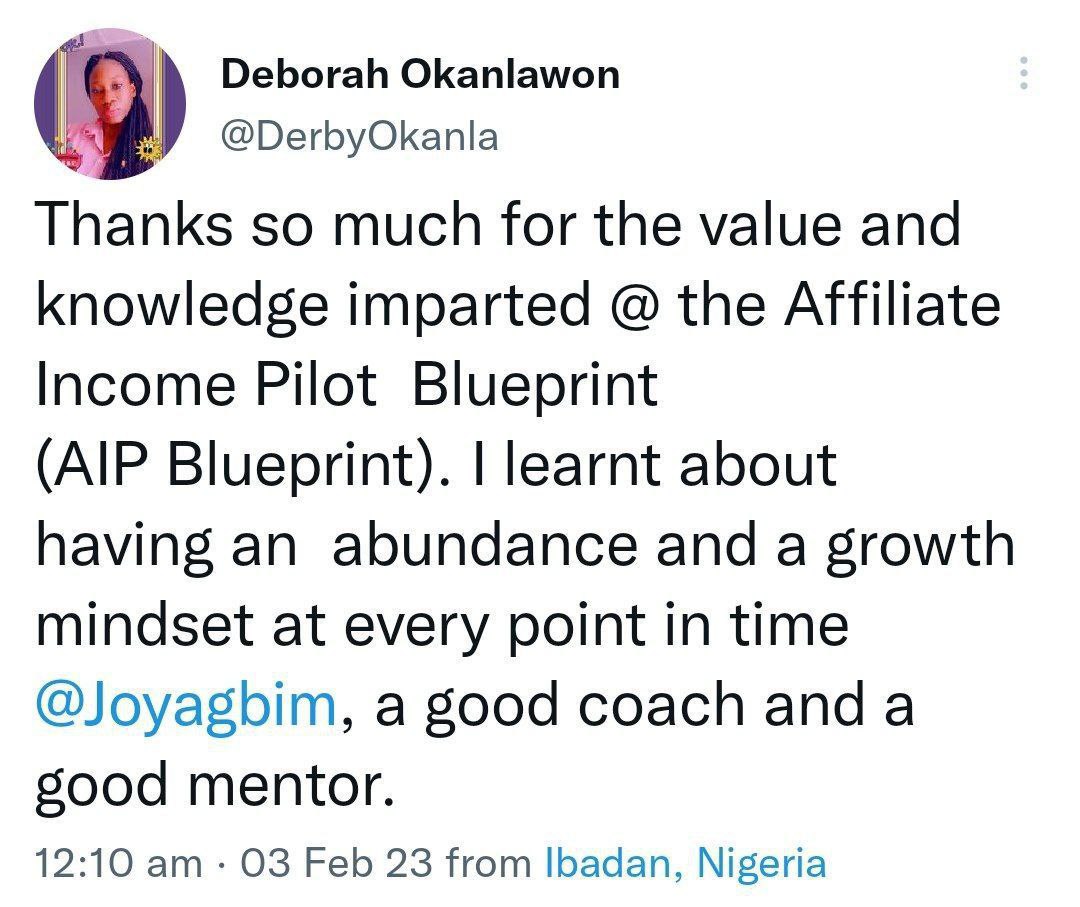 Deborah Okanlawon
@DerbyOkanla
Thanks so much for the value and
knowledge imparted @ the Affiliate
Income Pilot  Blueprint
(AIP Blueprint). I learnt about
having an  abundance and a growth
mindset at every point in time
@Joyagbim, a good coach and a
good mentor.
12:10 am · 03 Feb 23 from Ibadan, Nigeria